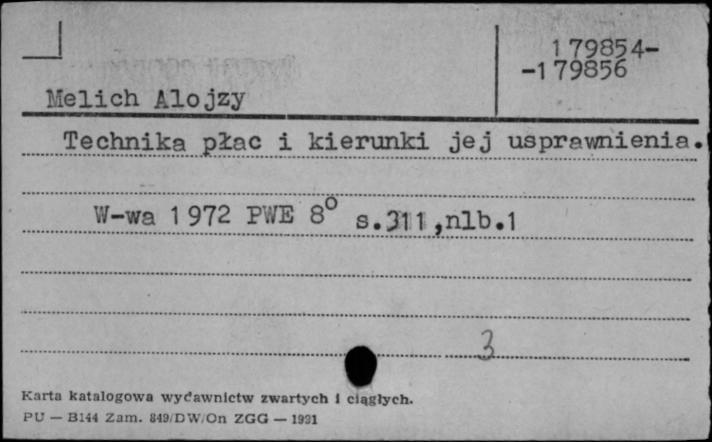 179854-
-179856
Melich Alojzy
Technika płac i kierunki jej usprawnienia.
W-wa 1972 PWE 8° s.311,nlb.1
3
Karta katalogowa wydawnictw zwartych i ciągłych.
PU — B144 Zam. 849/DW/On ZGG — 1991